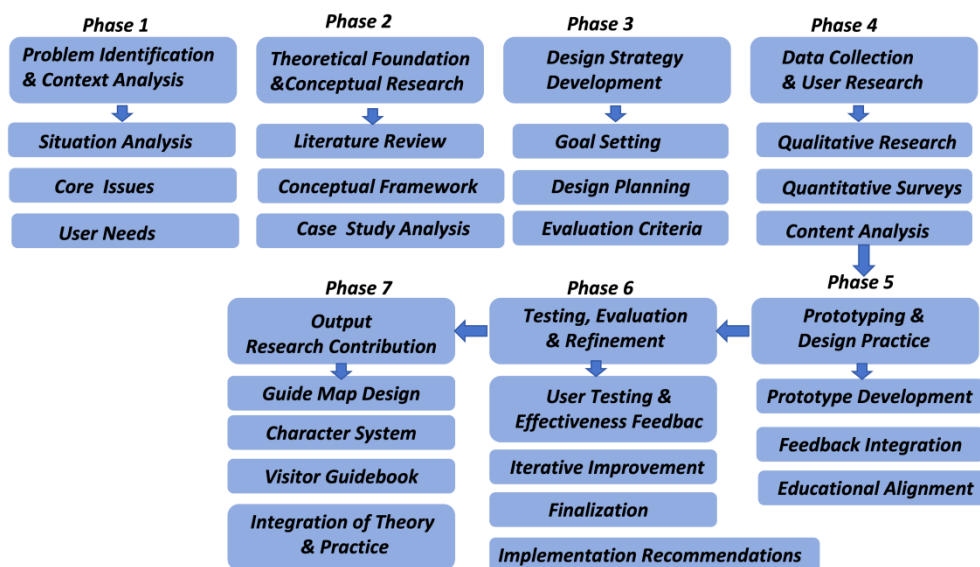 Phase 1
Problem Identification
& Context Analysis
Situation Analysis
Core Issues
User Needs
Phase 2
Theoretical Foundation
&Conceptual Research
Literature Review
Conceptual Framework
Case Study Analysis
Phase 3
Design Strategy
Development
Goal Setting
Design Planning
Evaluation Criteria
Phase 4
Data Collection
& User Research
Qualitative Research
Quantitative Surveys
Content Analysis
Phase 5
Prototyping &
Design Practice
Prototype Development
Feedback Integration
Educational Alignment
Phase 6
Testing, Evaluation
& Refinement
User Testing &
Effectiveness Feedbac
Iterative Improvement
Finalization
Implementation Recommendations
Phase 7
Output
Research Contribution
Guide Map Design
Character System
Visitor Guidebook
Integration of Theory
& Practice